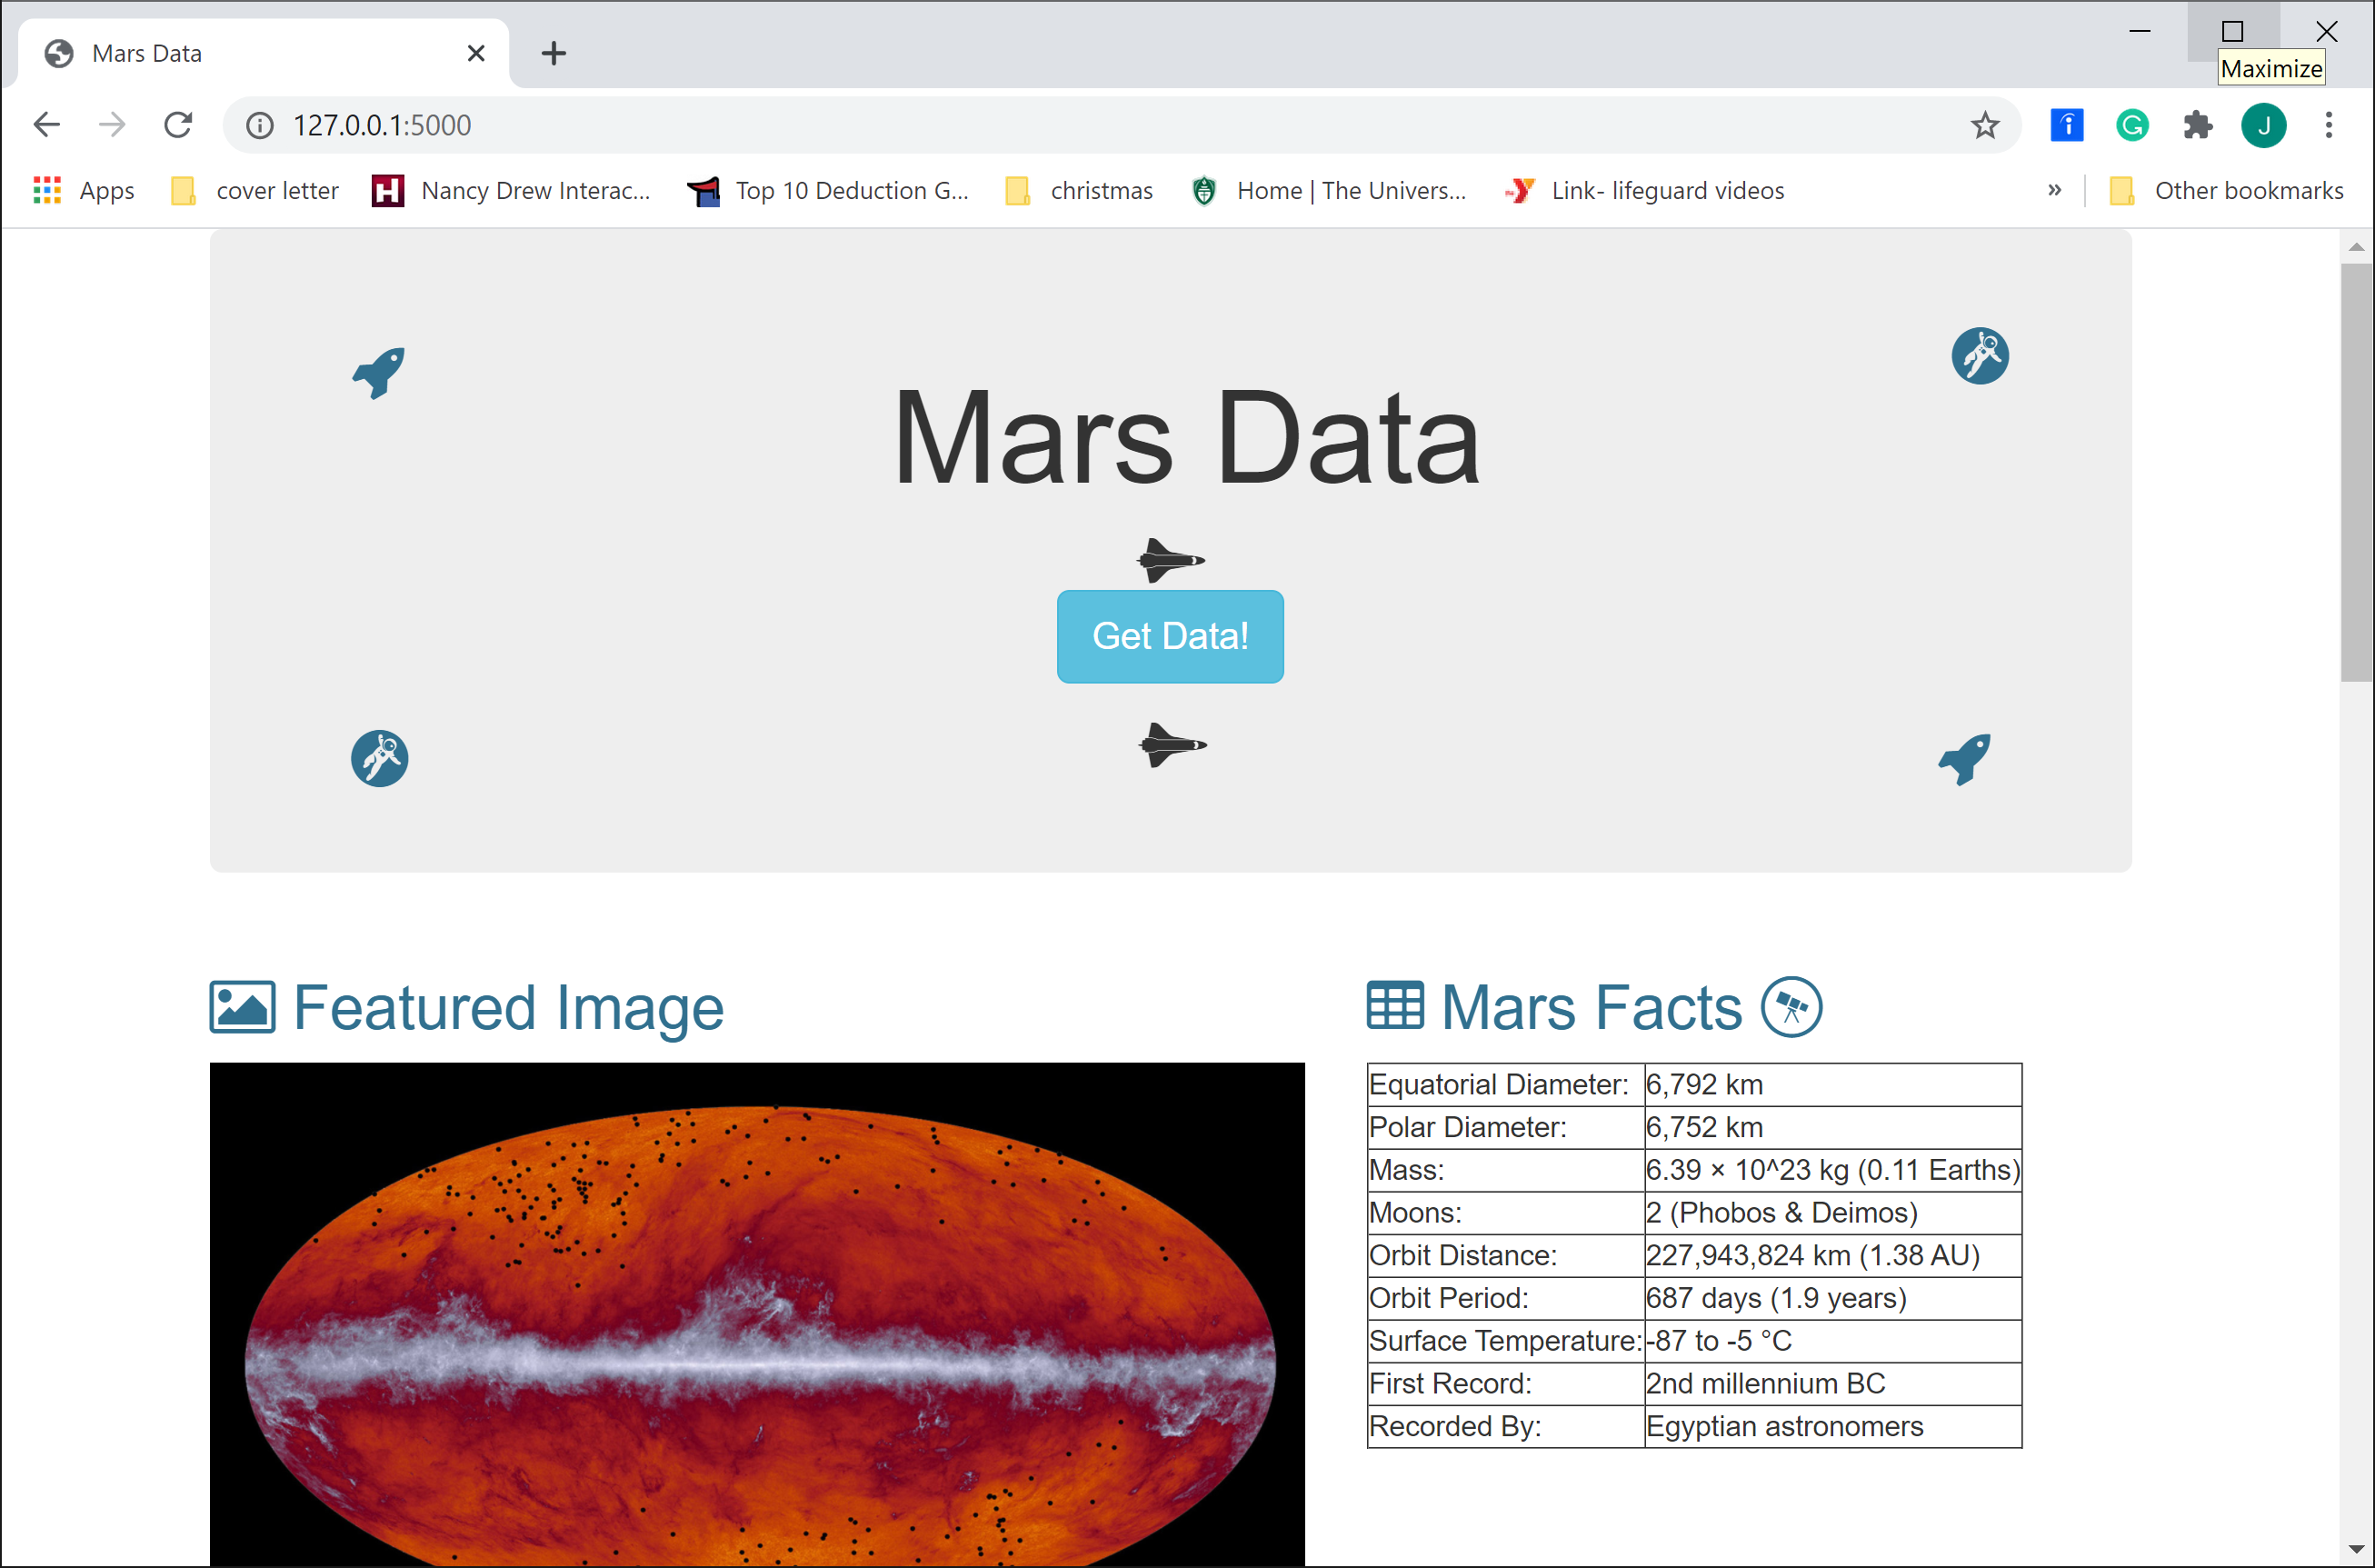 Mars Data
Maximize
127.0.0.1:5000
J
Apps cover letter H Nancy Drew Interac... Top 10 Deduction G... christmas Home | The Univers... Link- lifeguard videos » Other bookmarks
Mars Data
Get Data!
Featured Image
Mars Facts
Equatorial Diameter: 6,792 km
Polar Diameter: 6,752 km
Mass: 6.39 × 10^23 kg (0.11 Earths)
Moons: 2 (Phobos & Deimos)
Orbit Distance: 227,943,824 km (1.38 AU)
Orbit Period: 687 days (1.9 years)
Surface Temperature: -87 to -5 °C
First Record: 2nd millennium BC
Recorded By: Egyptian astronomers